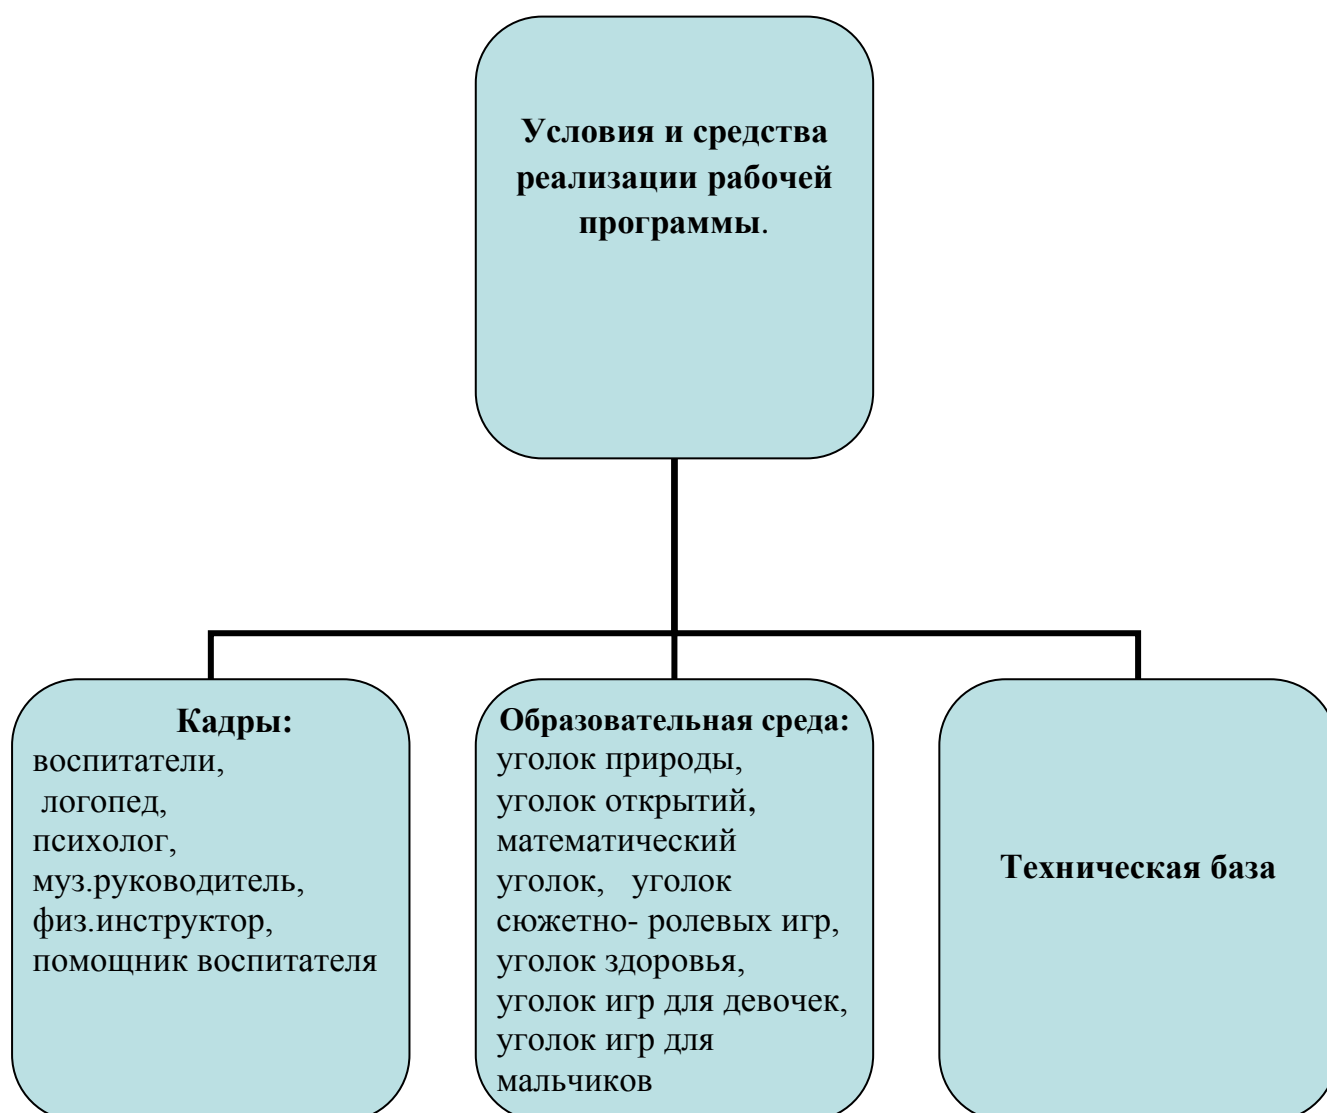 Условия и средства
реализации рабочей
программы.
Кадры:
воспитатели,
логопед,
психолог,
муз.руководитель,
физ.инструктор,
помощник воспитателя
Образовательная среда:
уголок природы,
уголок открытий,
математический
уголок, уголок
сюжетно- ролевых игр,
уголок здоровья,
уголок игр для девочек,
уголок игр для
мальчиков
Техническая база